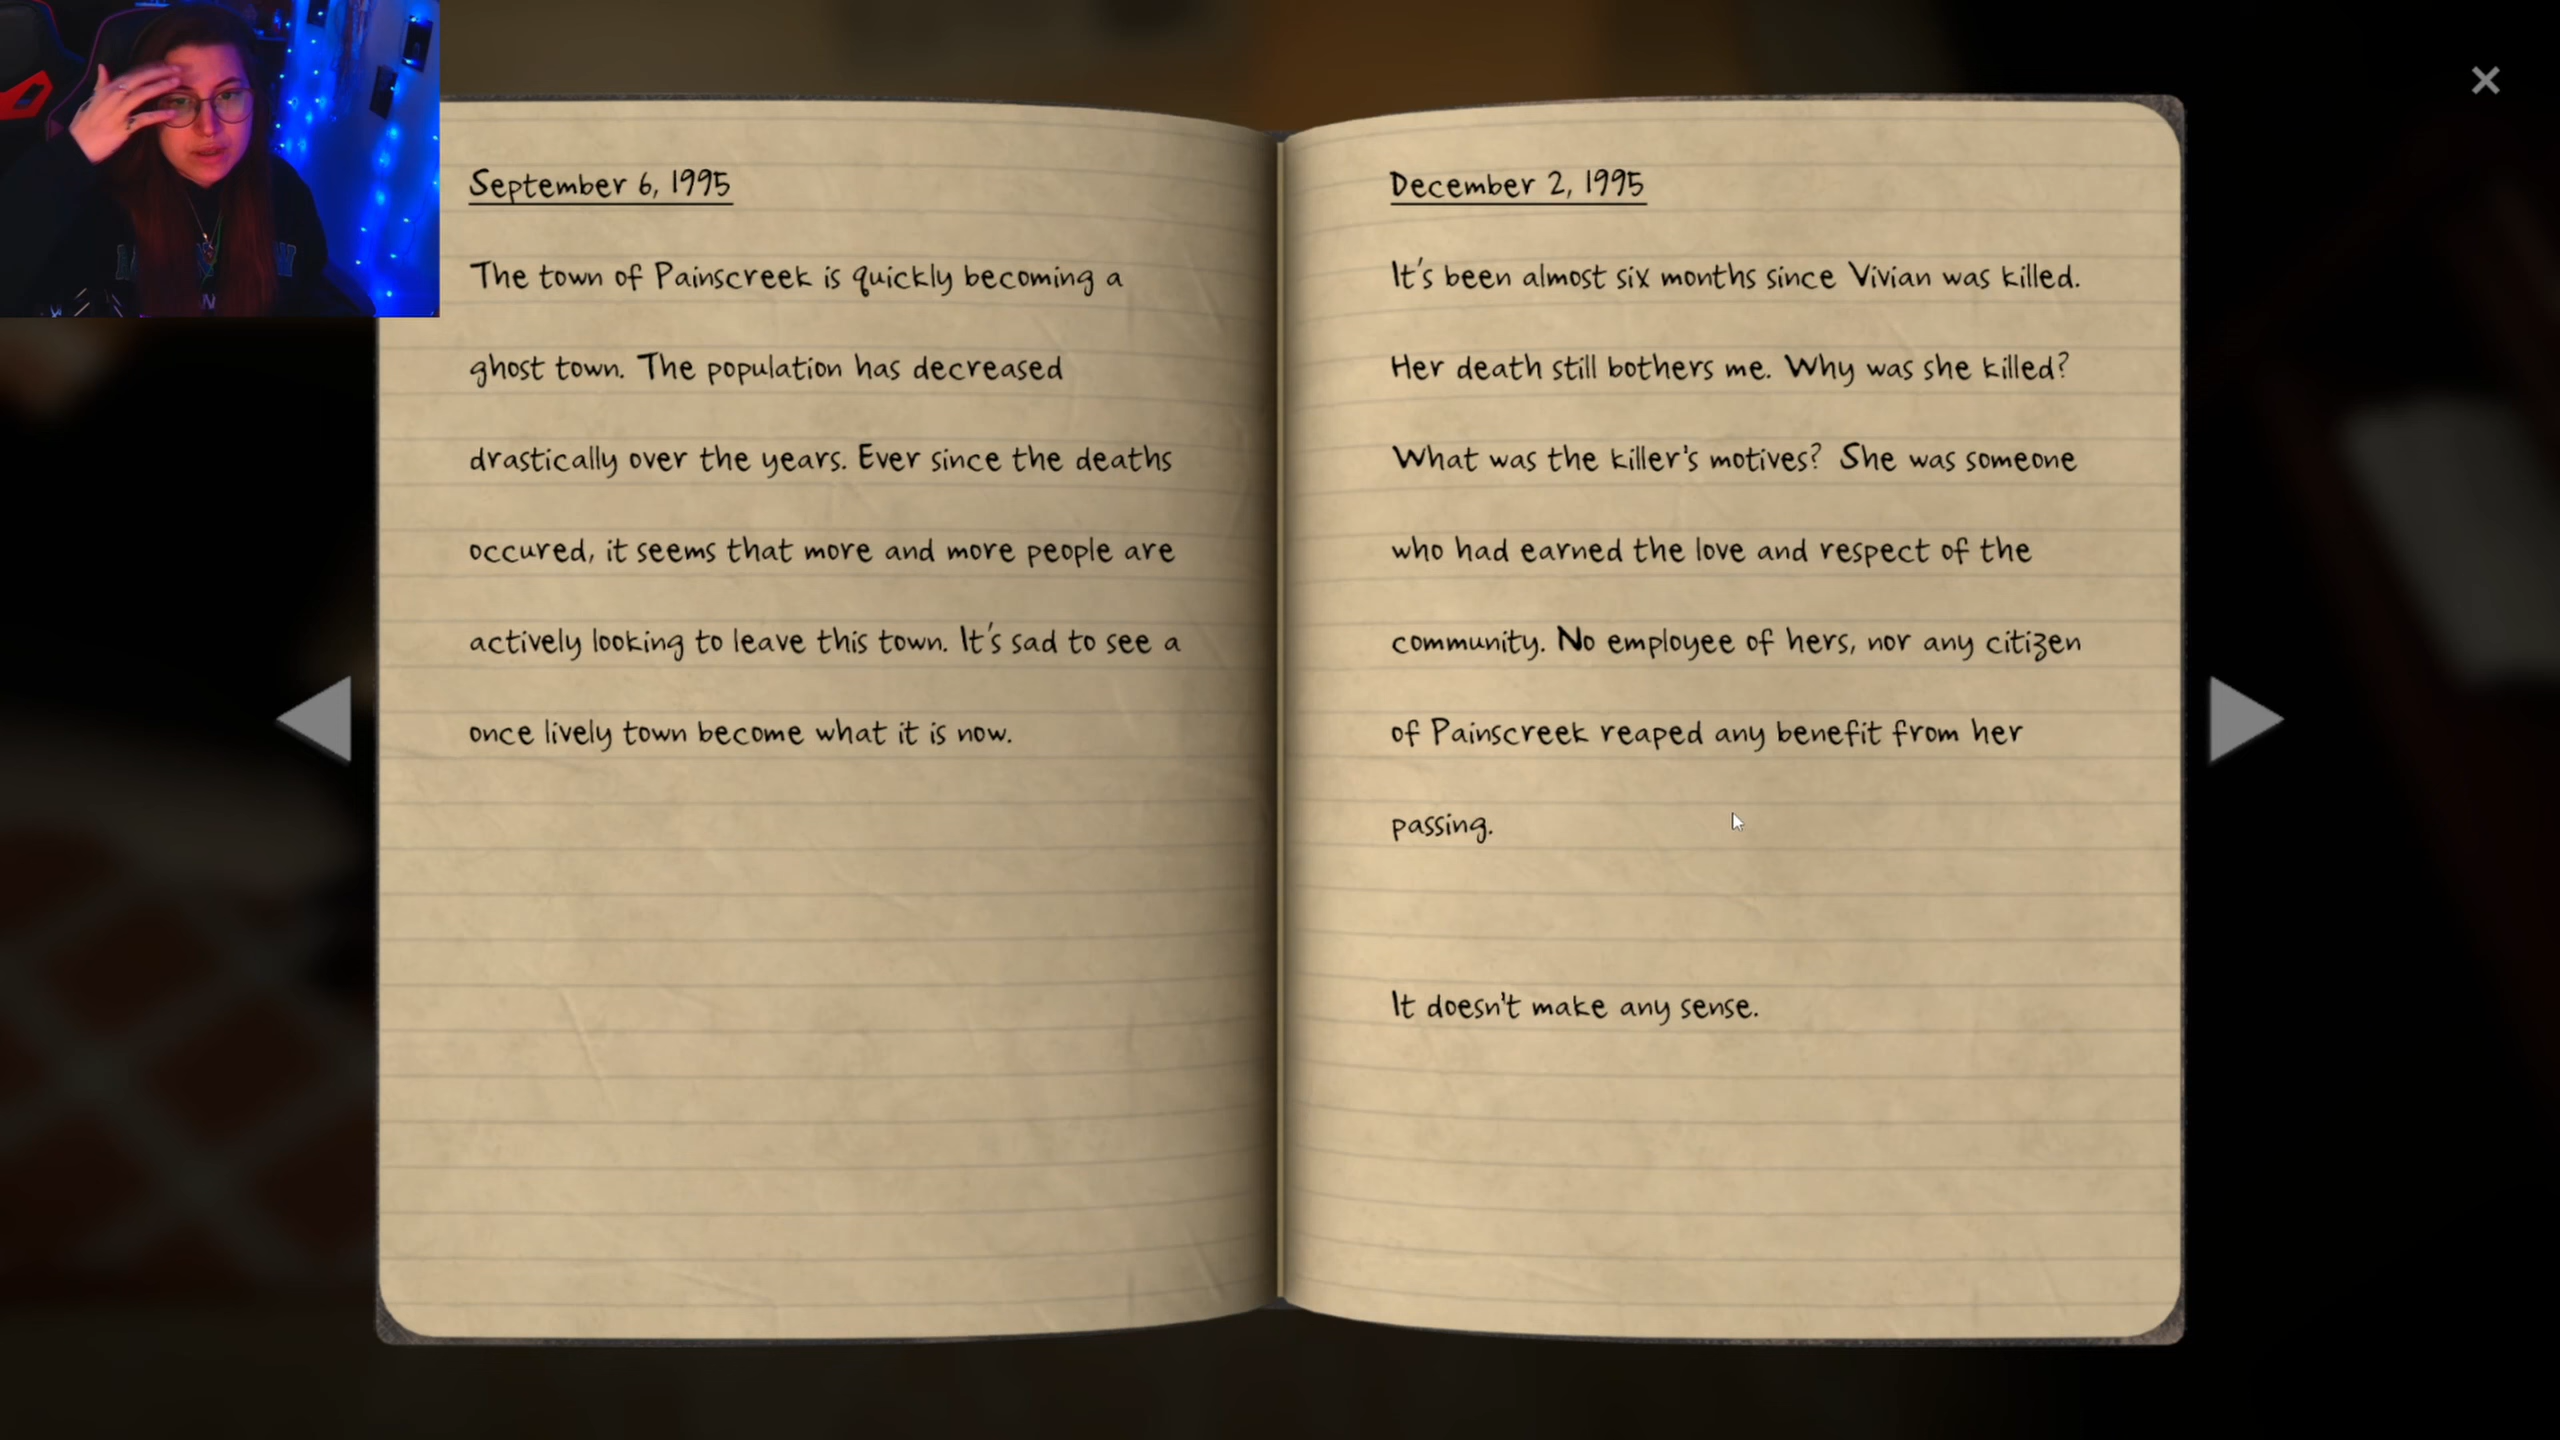 September 6, 1995
The town of Painscreek is quickly becoming a
ghost town. The population has decreased
drastically over the years. Ever since the deaths
occured, it seems that more and more people are
actively looking to leave this town. It's sad to see a
once lively town become what it is now.
December 2, 1995
It's been almost six months since Vivian was killed.
Her death still bothers me. Why was she killed?
What was the killer's motives? She was someone
who had earned the love and respect of the
community. No employee of hers, nor any citizen
of Painscreek reaped any benefit from her
passing.
It doesn't make any sense.